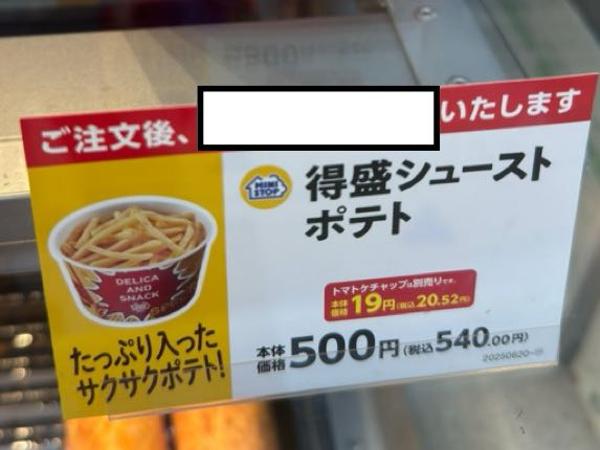 ご注文後、
いたします
MINI
STOP
得盛シュースト
ポテト
DELICA
AND
SNACK
トマトケチャップは別売りです。
本体
価格 19円(税込20.52円)
たっぷり入った
サクサクポテト!
本体
価格 500円(税込540.00円)